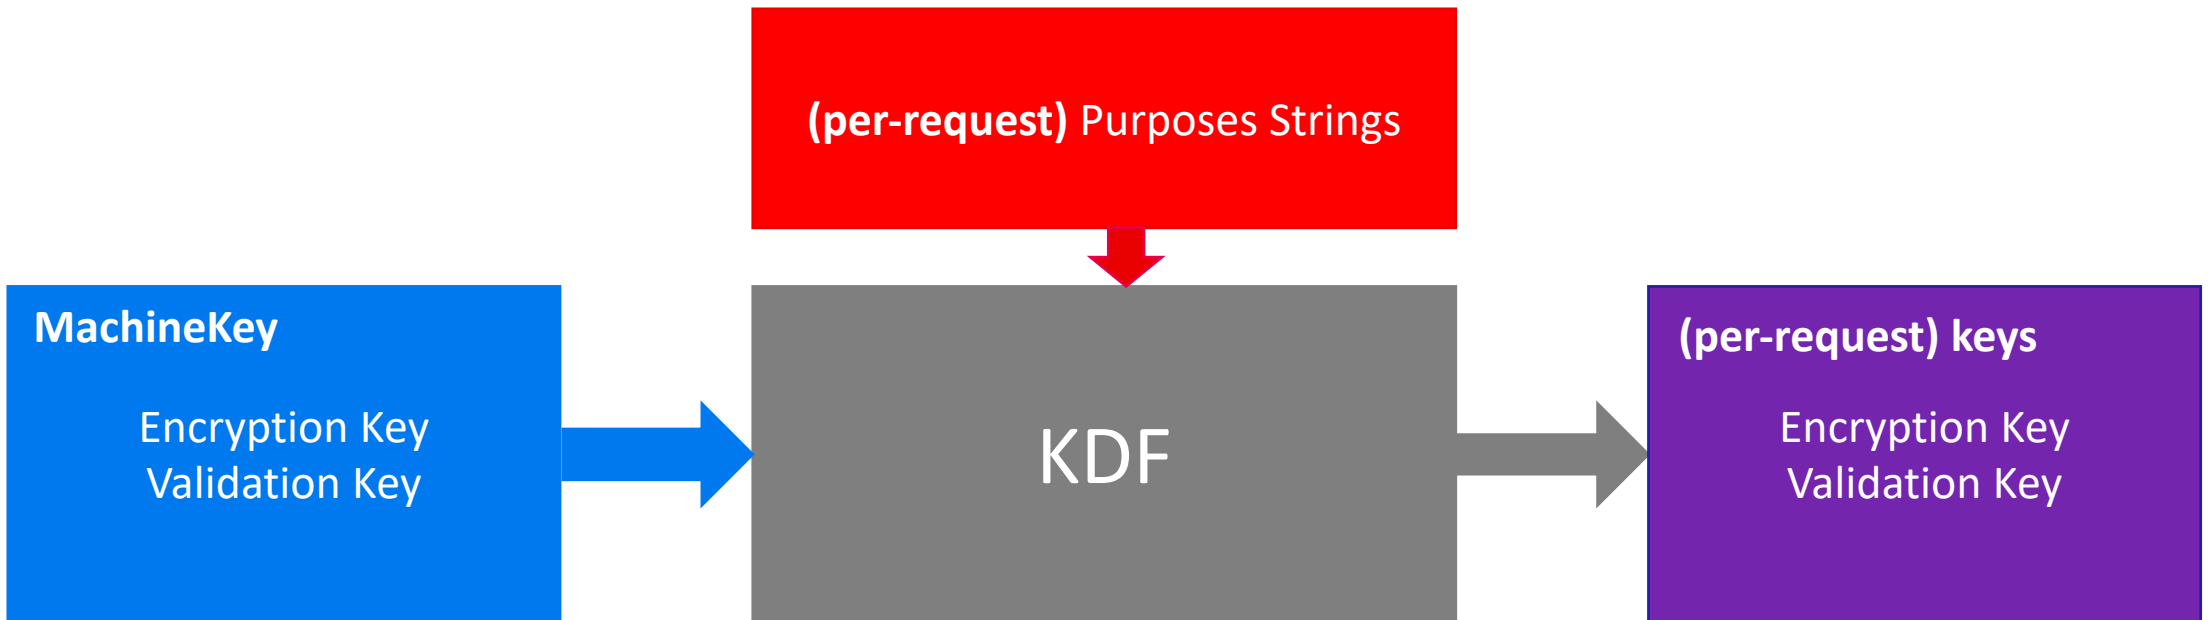 (per-request) Purposes Strings
MachineKey
Encryption Key
Validation Key
KDF
(per-request) keys
Encryption Key
Validation Key